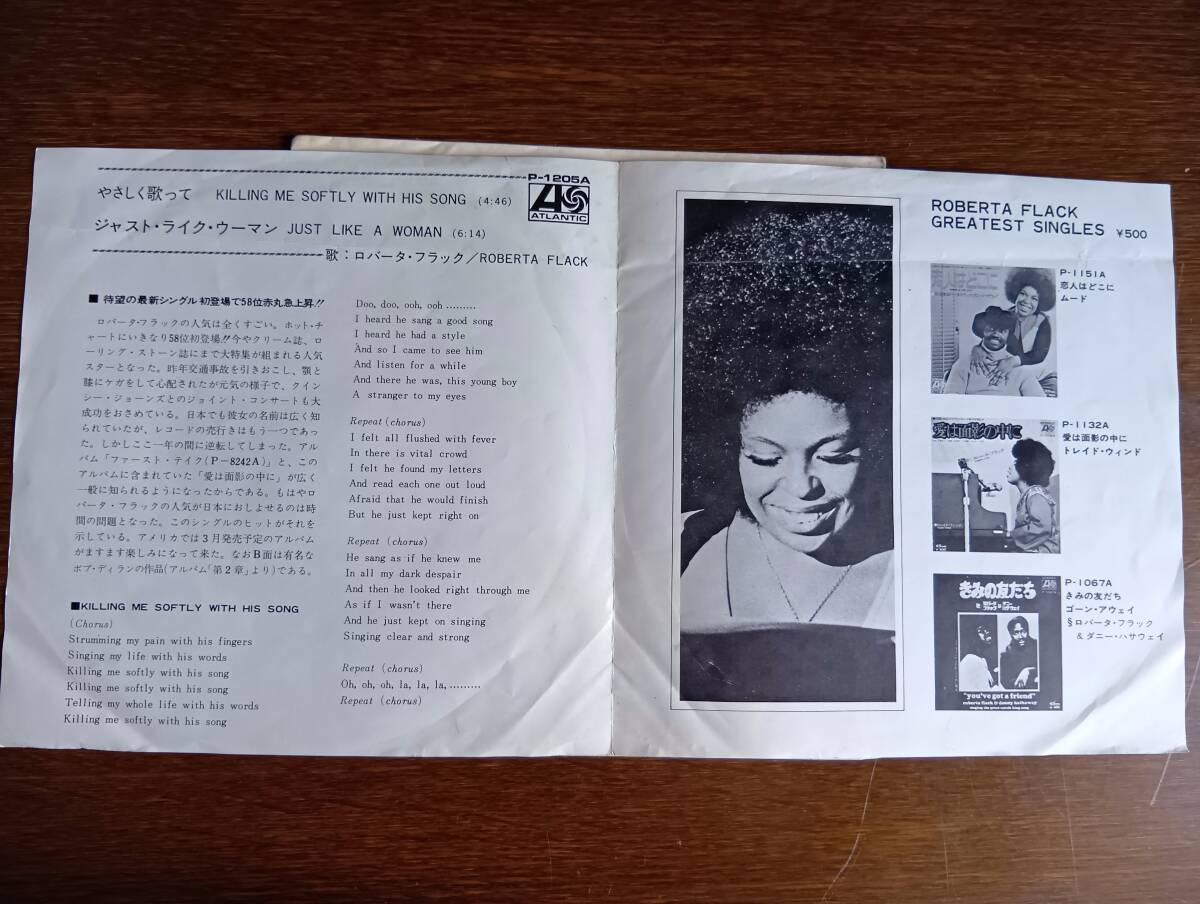 P-1205A
ATLANTIC
やさしく歌って KILLING ME SOFTLY WITH HIS SONG (4:46)
ジャスト・ライク・ウーマン JUST LIKE A WOMAN (6:14)
歌：ロバータ・フラック／ROBERTA FLACK
■ 待望の最新シングル初登場で58位赤丸急上昇!!
ロバータ・フラックの人気は全くすごい。ホット・チ
ャートにいきなり58位初登場!!今やクリーム誌、ロ
ーリング・ストーン誌にまで大特集が組まれる人気
スターとなった。昨年交通事故を引きおこし、顎と
膝にケガをして心配されたが元気の様子で、クイン
シー・ジョーンズとのジョイント・コンサートも大
成功をおさめている。日本でも彼女の名前は広く知
られていたが、レコードの売行きはもう一つであっ
た。しかしここ一年の間に逆転してしまった。アル
バム「ファースト・テイク(P−8242A)」と、この
アルバムに含まれていた「愛は面影の中に」が広く
一般に知られるようになったからである。もはやロ
バータ・フラックの人気が日本におしよせるのは時
間の問題となった。このシングルのヒットがそれを
示している。アメリカでは3月発売予定のアルバム
がますます楽しみになって来た。なおB面は有名な
ボブ・ディランの作品(アルバム「第2章」より)である。
■KILLING ME SOFTLY WITH HIS SONG
(Chorus)
Strumming my pain with his fingers
Singing my life with his words
Killing me softly with his song
Killing me softly with his song
Telling my whole life with his words
Killing me softly with his song
Doo, doo, ooh, ooh ………
I heard he sang a good song
I heard he had a style
And so I came to see him
And listen for a while
And there he was, this young boy
A stranger to my eyes
Repeat (chorus)
I felt all flushed with fever
In there is vital crowd
I felt he found my letters
And read each one out loud
Afraid that he would finish
But he just kept right on
Repeat (chorus)
He sang as if he knew me
In all my dark despair
And then he looked right through me
As if I wasn't there
And he just kept on singing
Singing clear and strong
Repeat (chorus)
Oh, oh, oh, la, la, la,………
Repeat (chorus)
ROBERTA FLACK
GREATEST SINGLES ¥500
P-1151A
恋人はどこに
ムード
愛は面影の中に
P-1132A
愛は面影の中に
トレイド・ウィンド
きみの友だち
"you've got a friend"
roberta flack & donny hathaway
P-1067A
きみの友だち
ゴーン・アウェイ
§ロバータ・フラック
＆ダニー・ハサウェイ